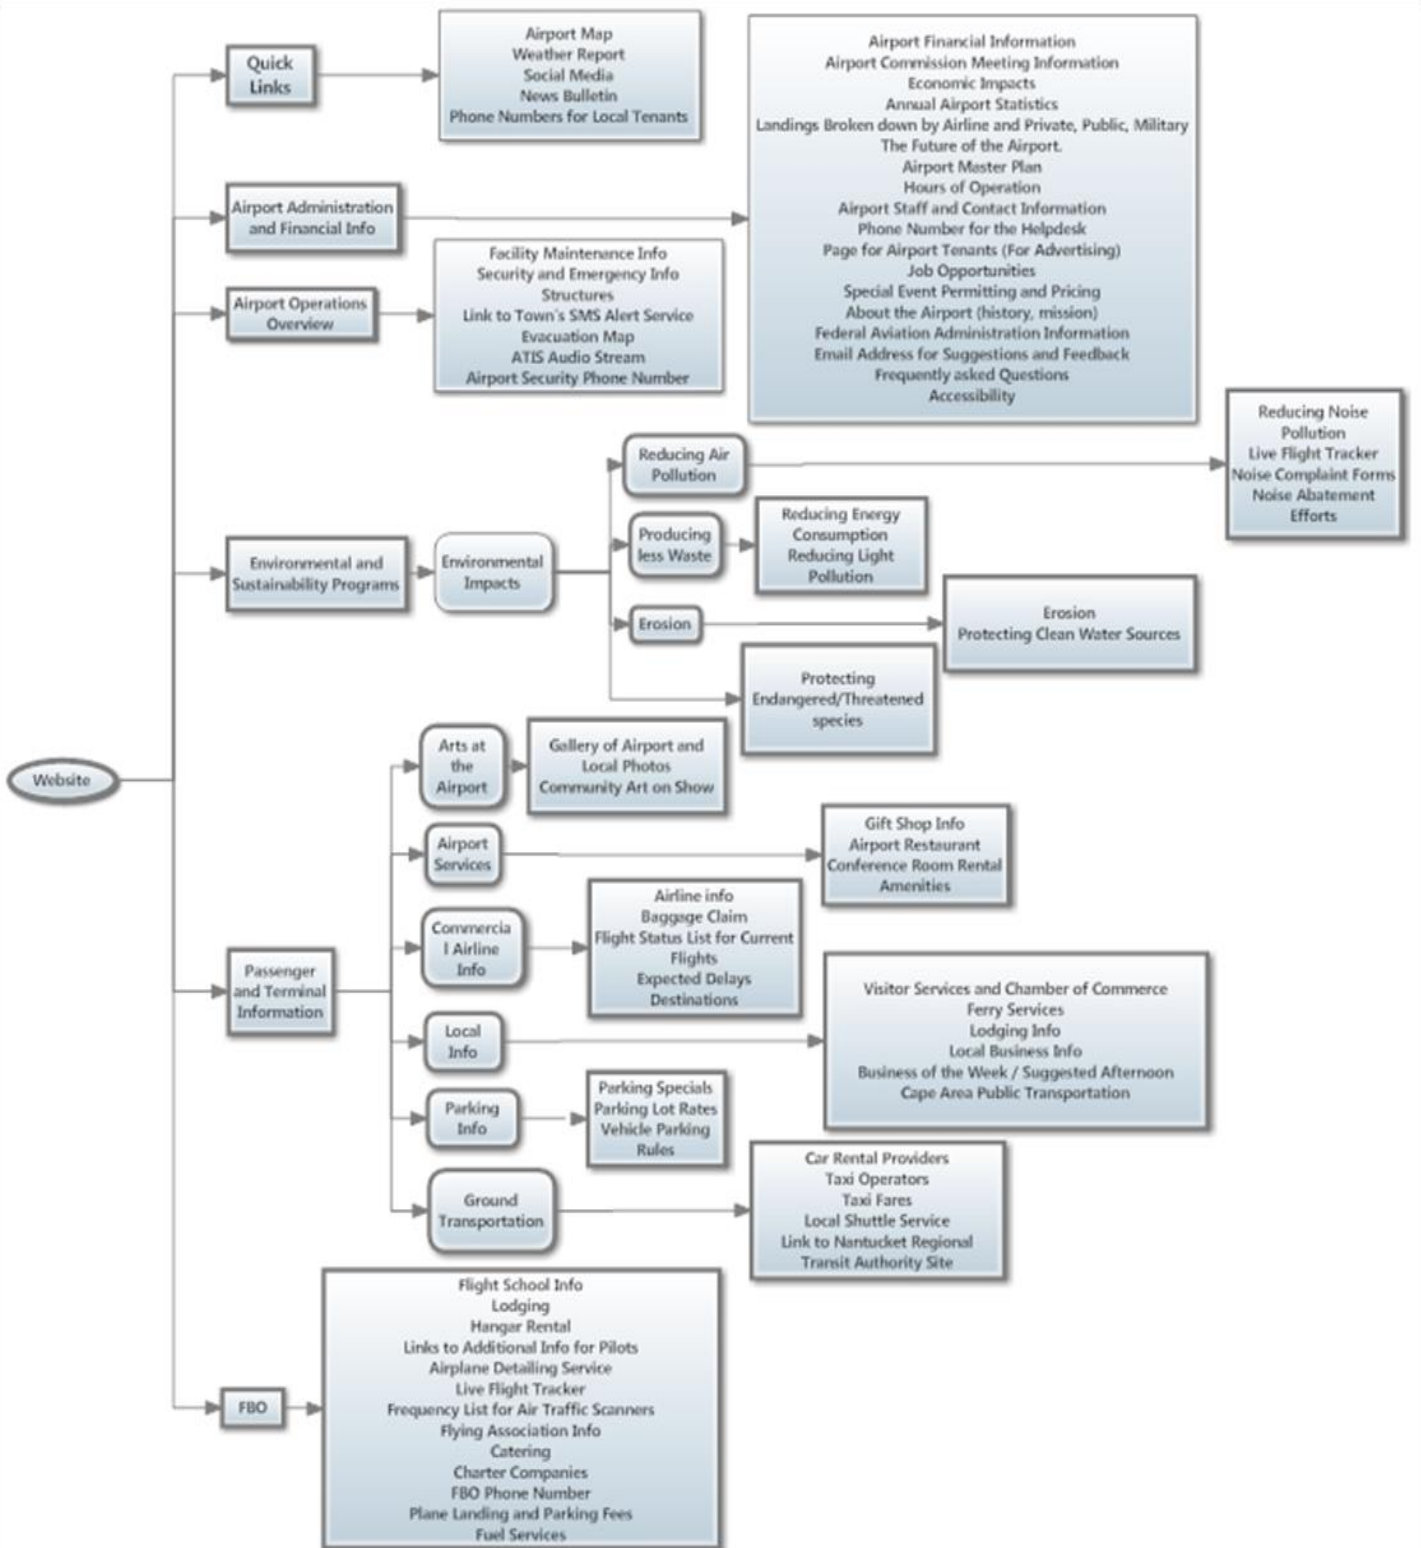 Quick
Links
Airport Map
Weather Report
Social Media
News Bulletin
Phone Numbers for Local Tenants
Airport Financial Information
Airport Commission Meeting Information
Economic Impacts
Annual Airport Statistics
Landings Broken down by Airline and Private, Public, Military
The Future of the Airport.
Airport Master Plan
Hours of Operation
Airport Staff and Contact Information
Phone Number for the Helpdesk
Page for Airport Tenants (For Advertising)
Job Opportunities
Special Event Permitting and Pricing
About the Airport (history, mission)
Federal Aviation Administration Information
Email Address for Suggestions and Feedback
Frequently asked Questions
Accessibility
Airport Administration
and Financial Info
Airport Operations
Overview
Facility Maintenance Info
Security and Emergency Info
Structures
Link to Town's SMS Alert Service
Evacuation Map
ATIS Audio Stream
Airport Security Phone Number
Environmental and
Sustainability Programs
Environmental
Impacts
Reducing Air
Pollution
Reducing Noise
Pollution
Live Flight Tracker
Noise Complaint Forms
Noise Abatement
Efforts
Producing
less Waste
Reducing Energy
Consumption
Reducing Light
Pollution
Erosion
Erosion
Protecting Clean Water Sources
Protecting
Endangered/Threatened
species
Website
Passenger
and Terminal
Information
Arts at
the
Airport
Gallery of Airport and
Local Photos
Community Art on Show
Airport
Services
Gift Shop Info
Airport Restaurant
Conference Room Rental
Amenities
Commercia
l Airline
Info
Airline info
Baggage Claim
Flight Status List for Current
Flights
Expected Delays
Destinations
Local
Info
Visitor Services and Chamber of Commerce
Ferry Services
Lodging Info
Local Business Info
Business of the Week / Suggested Afternoon
Cape Area Public Transportation
Parking
Info
Parking Specials
Parking Lot Rates
Vehicle Parking
Rules
Ground
Transportation
Car Rental Providers
Taxi Operators
Taxi Fares
Local Shuttle Service
Link to Nantucket Regional
Transit Authority Site
FBO
Flight School Info
Lodging
Hangar Rental
Links to Additional Info for Pilots
Airplane Detailing Service
Live Flight Tracker
Frequency List for Air Traffic Scanners
Flying Association Info
Catering
Charter Companies
FBO Phone Number
Plane Landing and Parking Fees
Fuel Services